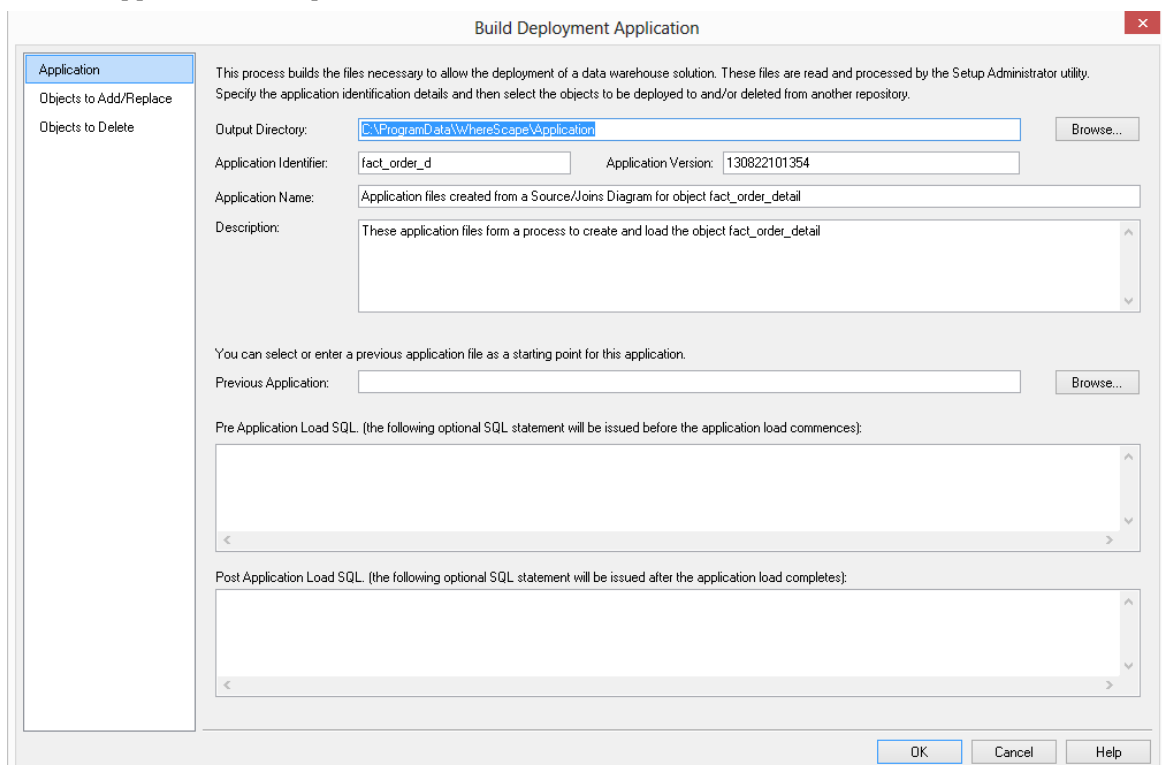 Build Deployment Application
Application
Objects to Add/Replace
Objects to Delete
This process builds the files necessary to allow the deployment of a data warehouse solution. These files are read and processed by the Setup Administrator utility.
Specify the application identification details and then select the objects to be deployed to and/or deleted from another repository.
Output Directory: C:\ProgramData\WhereScape\Application Browse...
Application Identifier: fact_order_d Application Version: 130822101354
Application Name: Application files created from a Source/Joins Diagram for object fact_order_detail
Description: These application files form a process to create and load the object fact_order_detail
You can select or enter a previous application file as a starting point for this application.
Previous Application: Browse...
Pre Application Load SQL. (the following optional SQL statement will be issued before the application load commences):
Post Application Load SQL. (the following optional SQL statement will be issued after the application load completes):
OK Cancel Help